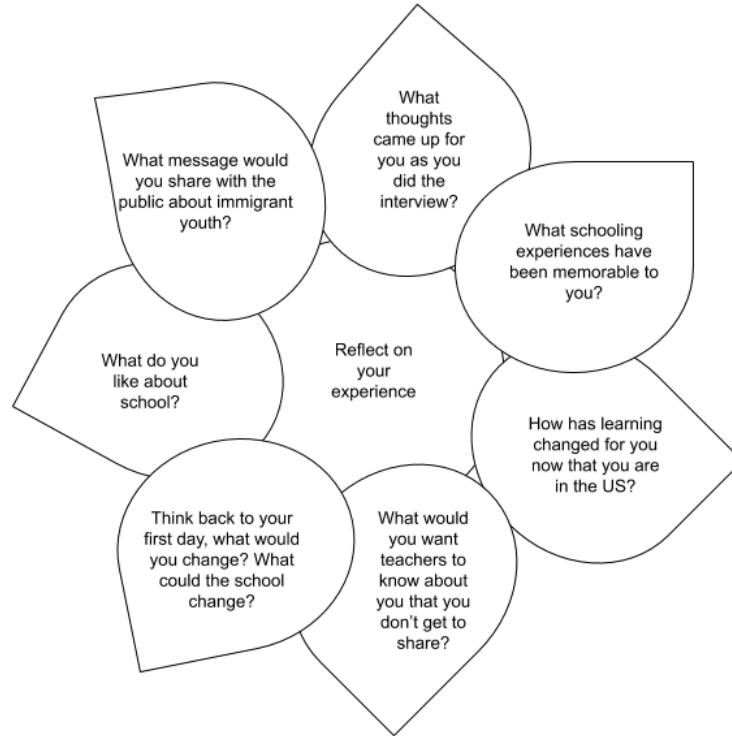 What
thoughts
came up for
you as you
did the
interview?
What message would
you share with the
public about immigrant
youth?
What schooling
experiences have
been memorable to
you?
Reflect on
your
experience
What do you
like about
school?
How has learning
changed for you
now that you are
in the US?
Think back to your
first day, what would
you change? What
could the school
change?
What would
you want
teachers to
know about
you that you
don't get to
share?